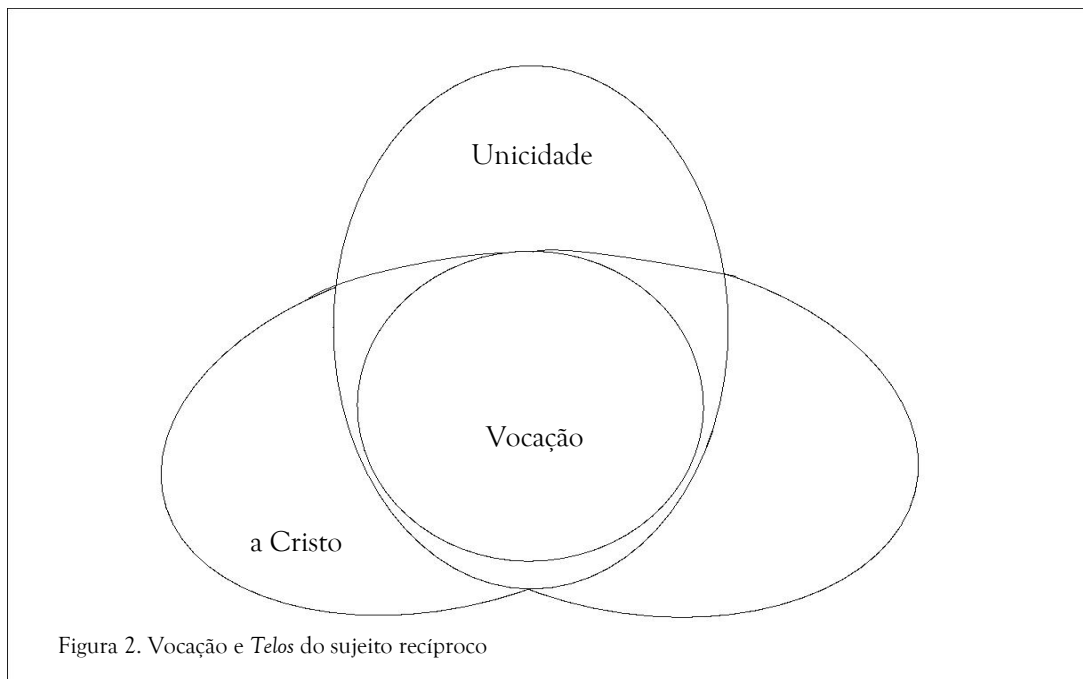 Unicidade
Vocação
a Cristo
Figura 2. Vocação e Telos do sujeito recíproco